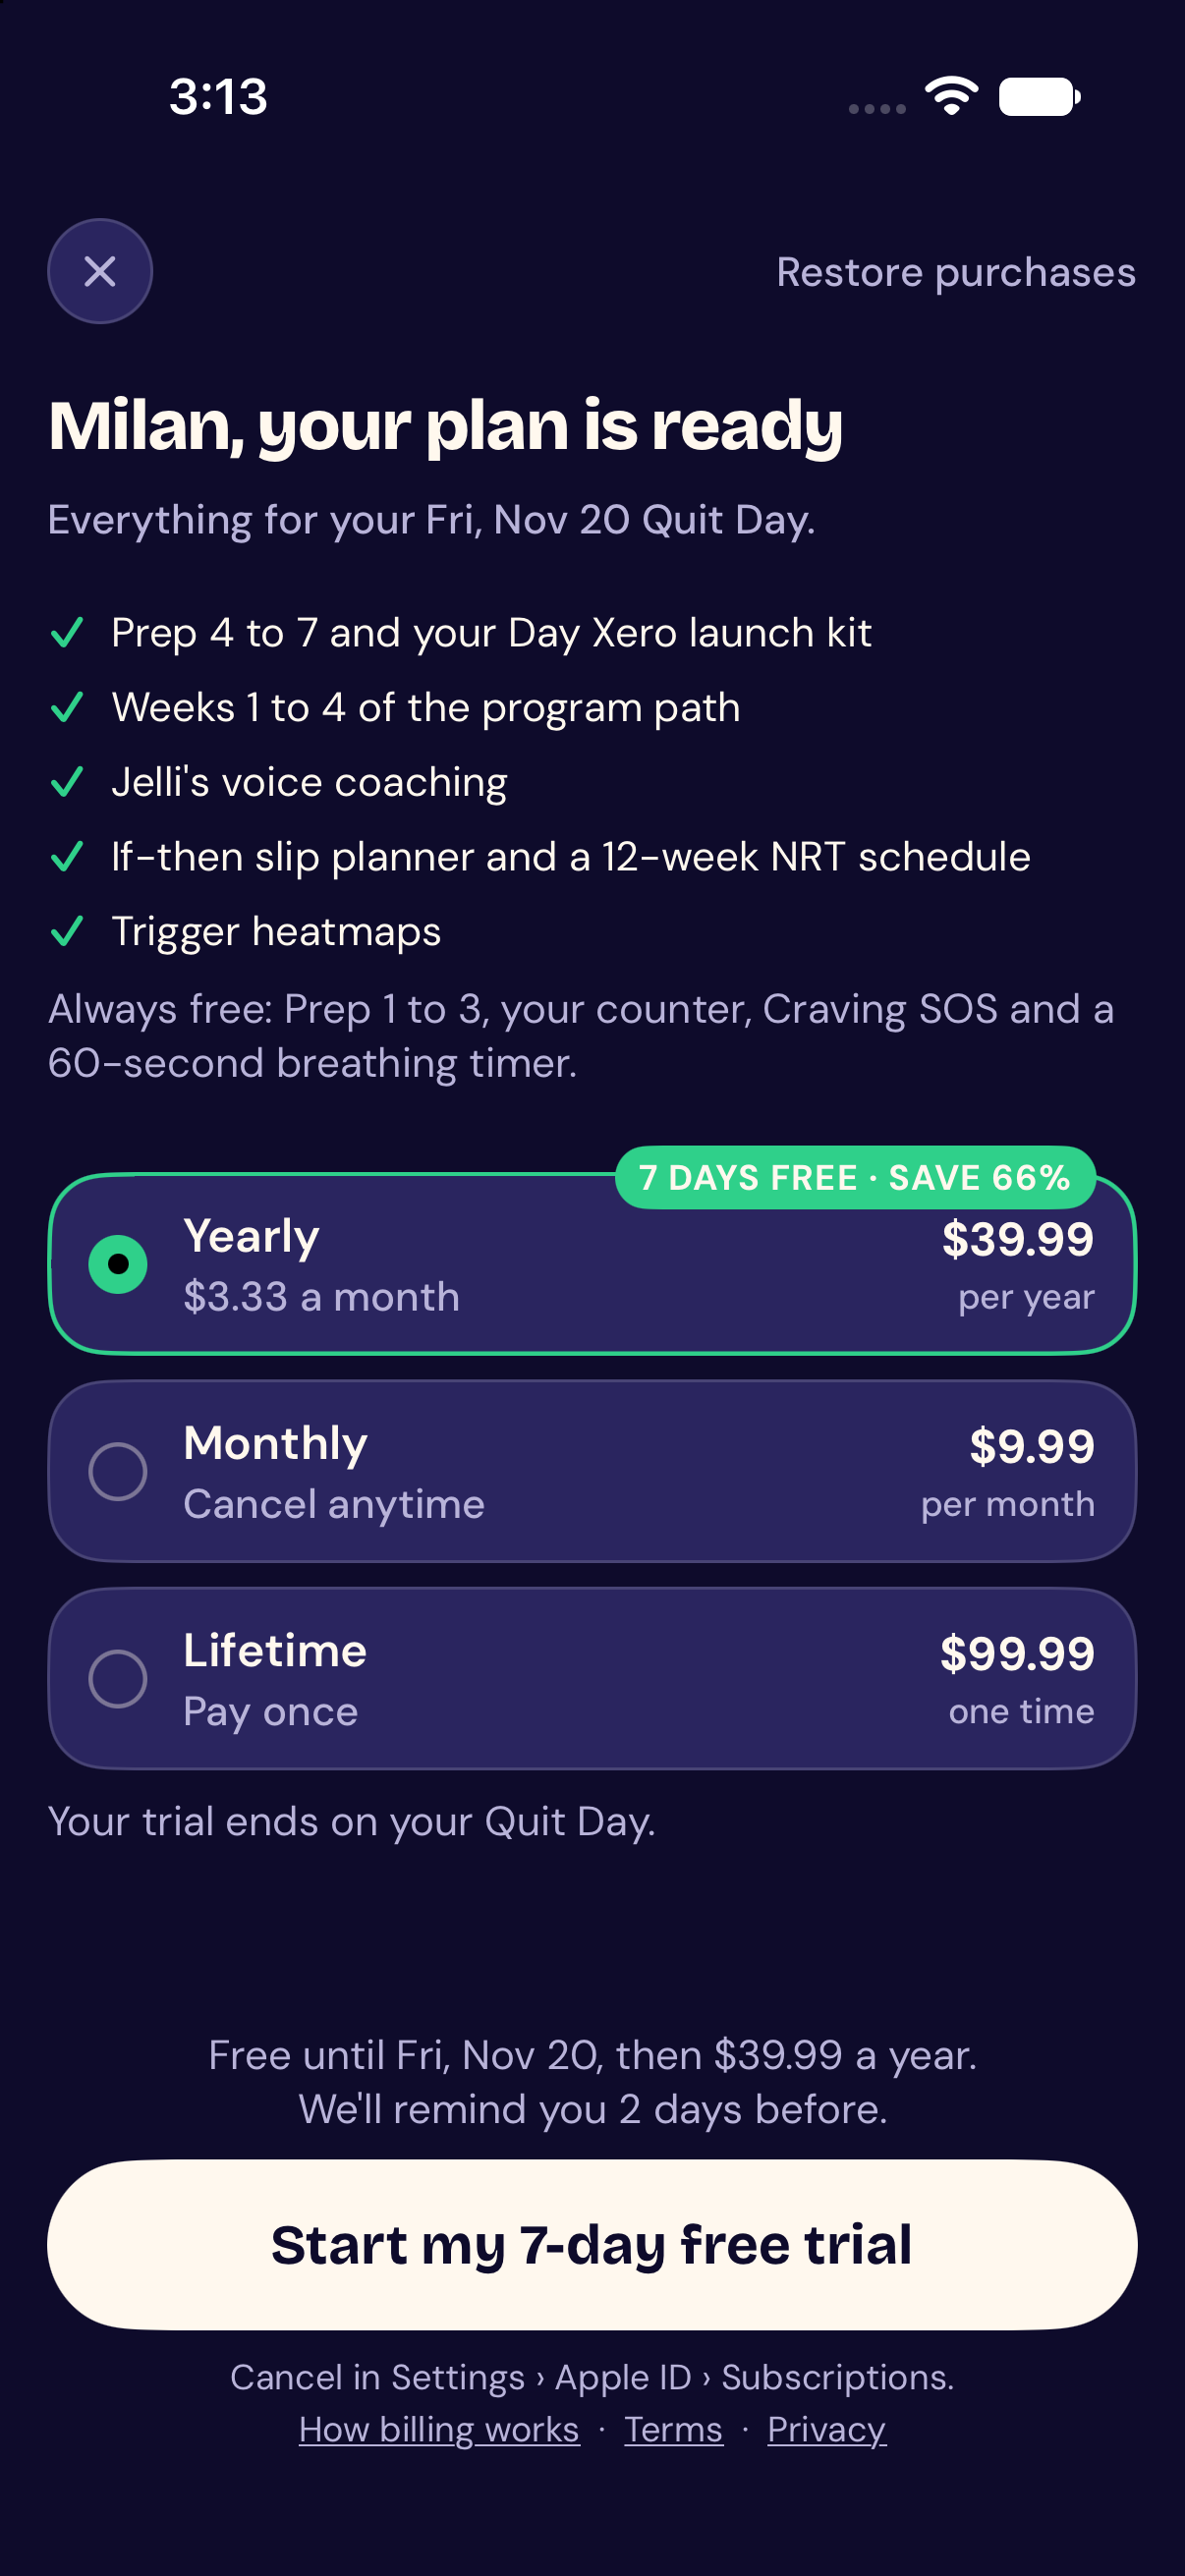 3:13
Restore purchases
Milan, your plan is ready
Everything for your Fri, Nov 20 Quit Day.
Prep 4 to 7 and your Day Xero launch kit
Weeks 1 to 4 of the program path
Jelli's voice coaching
If-then slip planner and a 12-week NRT schedule
Trigger heatmaps
Always free: Prep 1 to 3, your counter, Craving SOS and a
60-second breathing timer.
7 DAYS FREE · SAVE 66%
Yearly $39.99
$3.33 a month per year
Monthly $9.99
Cancel anytime per month
Lifetime $99.99
Pay once one time
Your trial ends on your Quit Day.
Free until Fri, Nov 20, then $39.99 a year.
We'll remind you 2 days before.
Start my 7-day free trial
Cancel in Settings › Apple ID › Subscriptions.
How billing works · Terms · Privacy